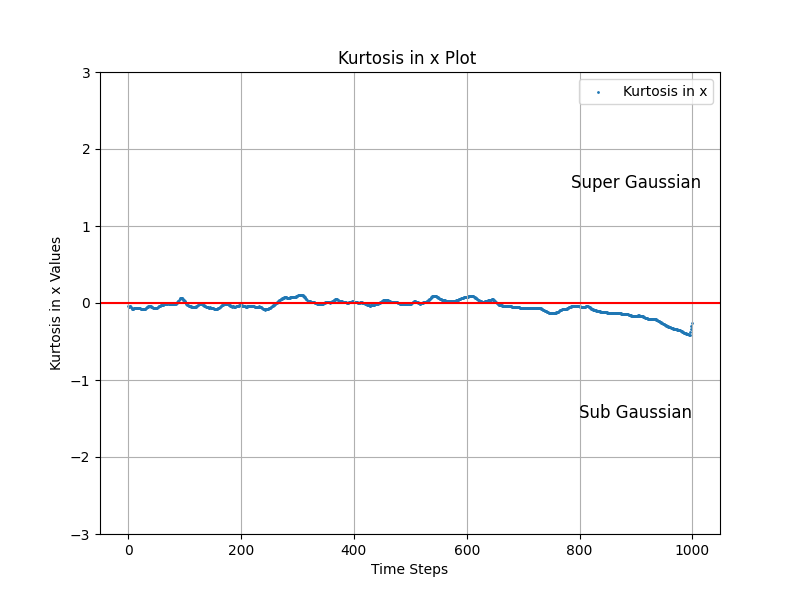 Kurtosis in x Plot
Kurtosis in x
Super Gaussian
Sub Gaussian
Kurtosis in x Values
3
2
1
0
−1
−2
−3
0
200
400
600
800
1000
Time Steps